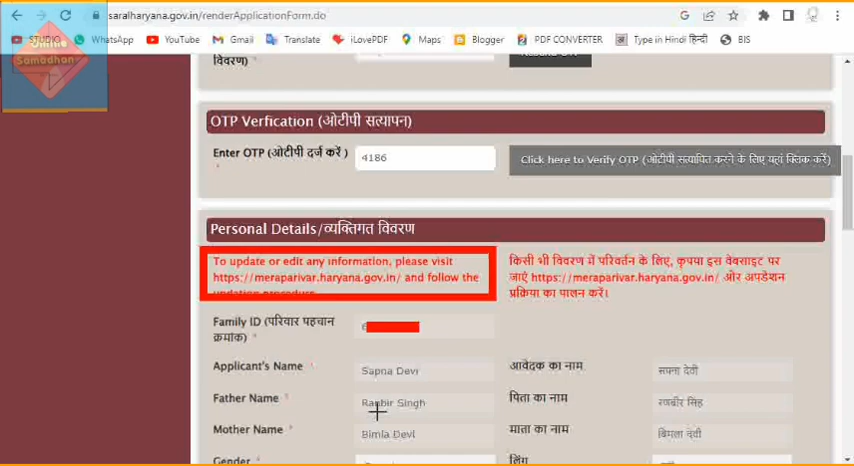 saralharyana.gov.in/renderApplicationForm.do
STUDIO WhatsApp YouTube Gmail Translate iLovePDF Maps Blogger PDF CONVERTER Type in Hindi हिन्दी BIS
Online
Samadhan
विवरण)
OTP Verfication (ओटीपी सत्यापन)
Enter OTP (ओटीपी दर्ज करें ) *
4186
Click here to Verify OTP (ओटीपी सत्यापित करने के लिए यहां क्लिक करें)
Personal Details/व्यक्तिगत विवरण
To update or edit any information, please visit
https://meraparivar.haryana.gov.in/ and follow the
updation procedure
किसी भी विवरण में परिवर्तन के लिए, कृपया इस वेबसाइट पर
जाएँ https://meraparivar.haryana.gov.in/ और अपडेशन
प्रक्रिया का पालन करें।
Family ID (परिवार पहचान
क्रमांक) *
6
Applicant's Name * Sapna Devi आवेदक का नाम सपना देवी
Father Name * Ranbir Singh पिता का नाम रणबीर सिंह
Mother Name * Bimla Devi माता का नाम बिमला देवी
Gender * लिंग